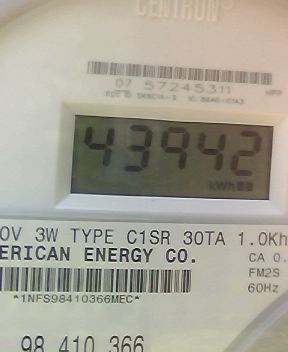 CENTRON®
07 57245311
43942
kWh
0V 3W TYPE C1SR 30TA 1.0Kh
ERICAN ENERGY CO.
CA 0.
FM2S
*1NFS98410366MEC*
60Hz
98 410 366